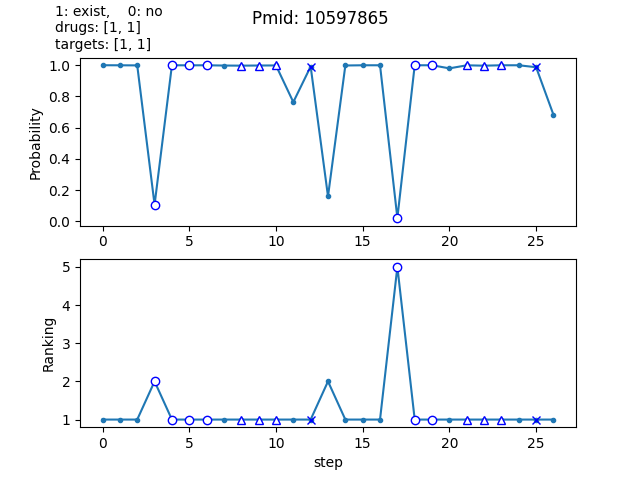 1: exist,    0: no
drugs: [1, 1]
targets: [1, 1]
Pmid: 10597865
Probability
1.0
0.8
0.6
0.4
0.2
0.0
0 5 10 15 20 25
Ranking
5
4
3
2
1
0 5 10 15 20 25
step